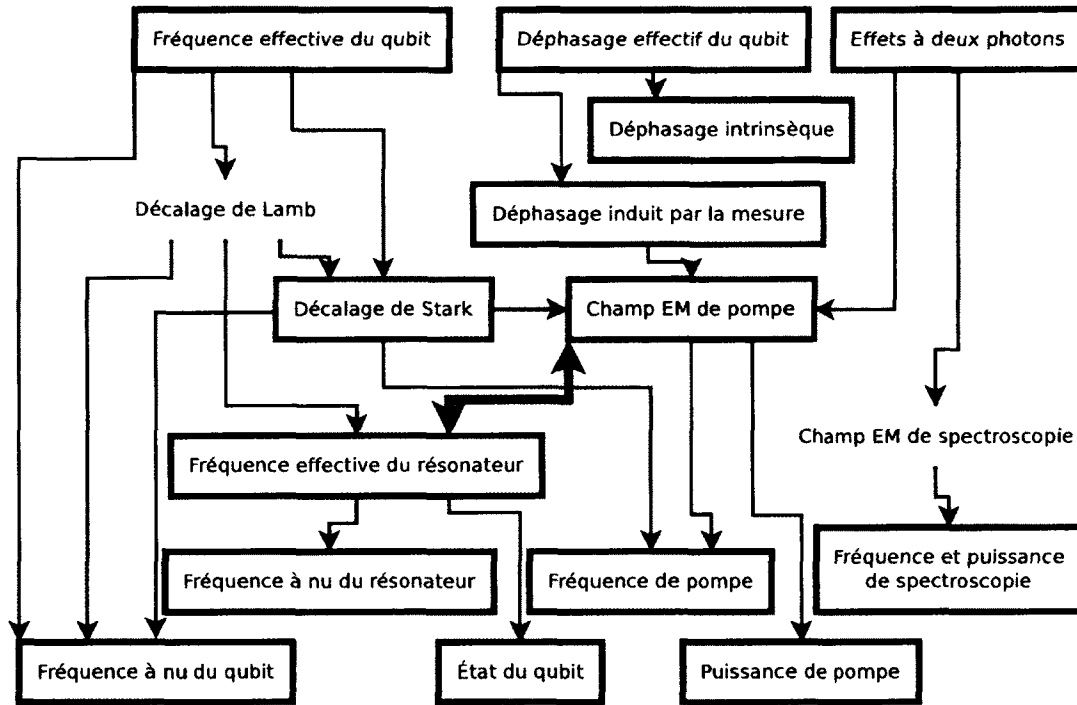 Fréquence effective du qubit
Déphasage effectif du qubit
Effets à deux photons
Déphasage intrinsèque
Décalage de Lamb
Déphasage induit par la mesure
Décalage de Stark
Champ EM de pompe
Champ EM de spectroscopie
Fréquence effective du résonateur
Fréquence à nu du résonateur
Fréquence de pompe
Fréquence et puissance
de spectroscopie
Fréquence à nu du qubit
État du qubit
Puissance de pompe